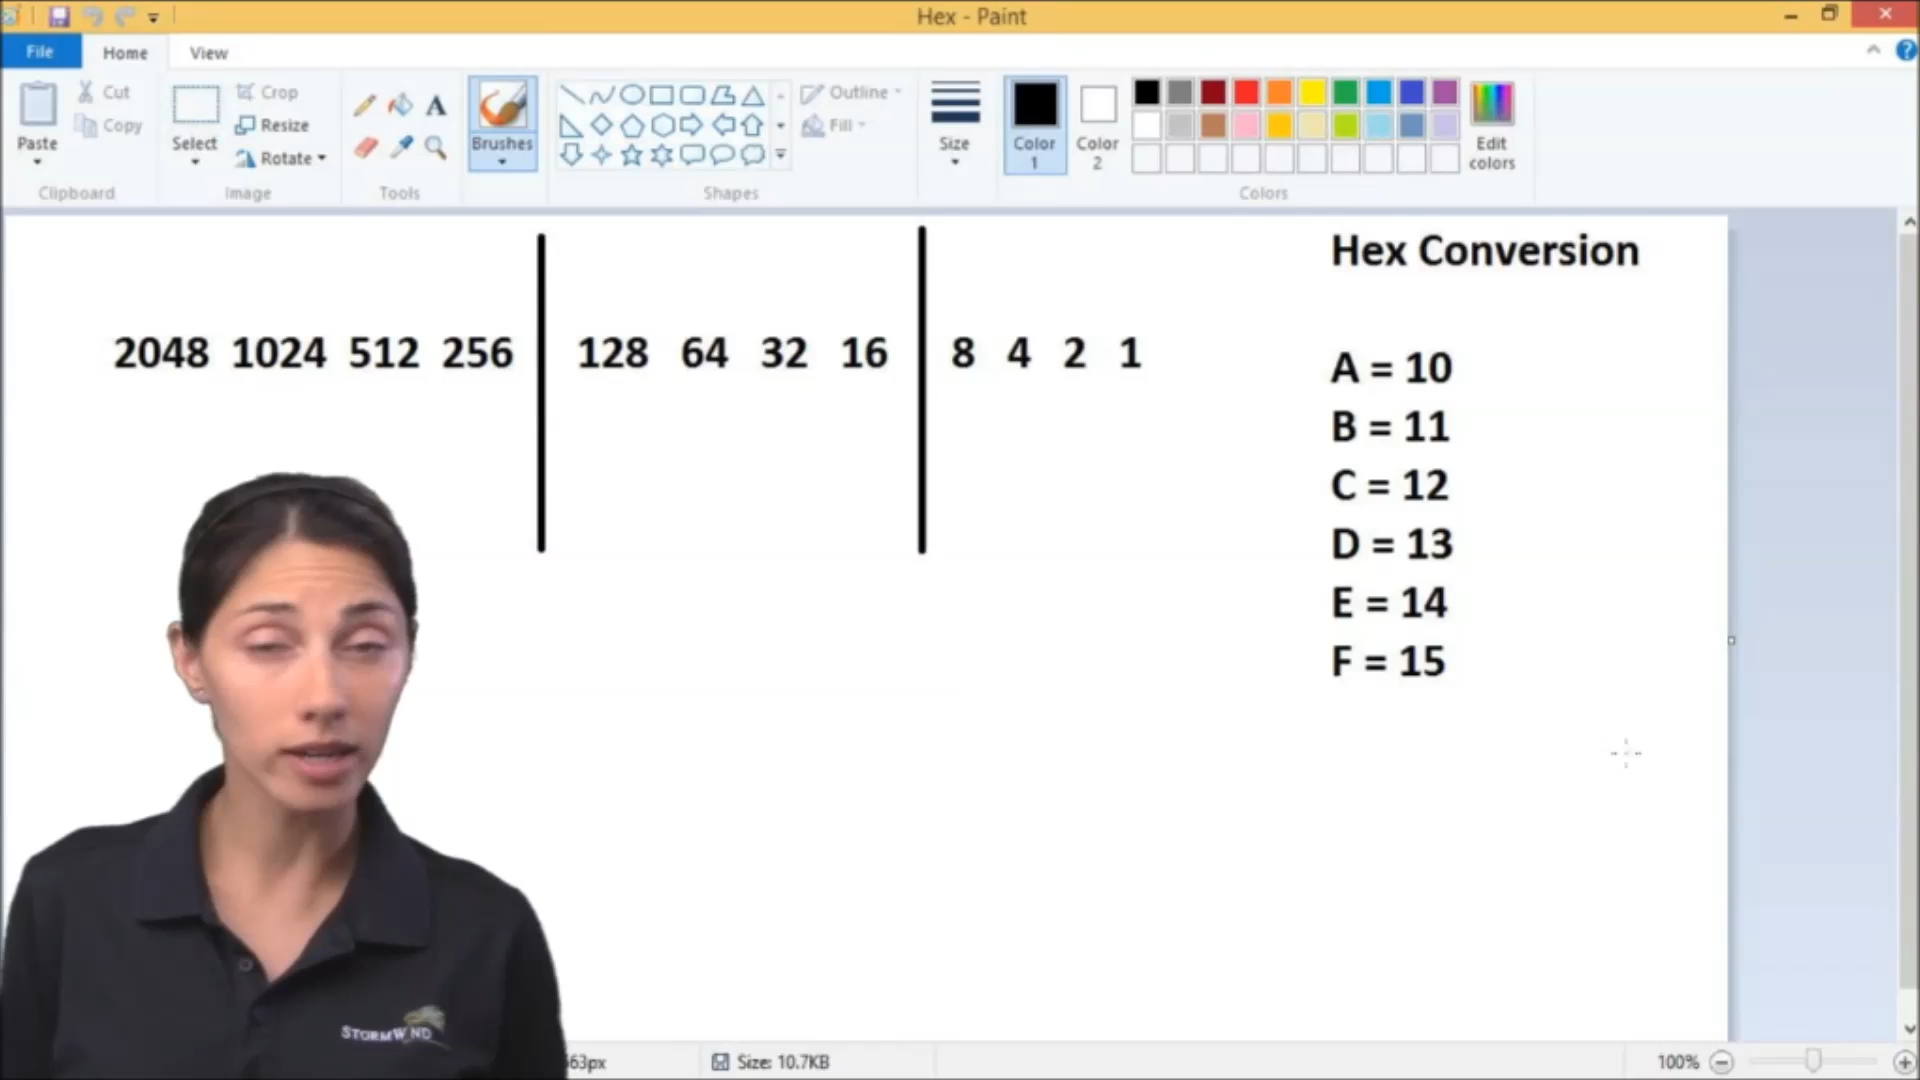 Hex - Paint
File Home View
Paste
Cut
Copy
Clipboard
Select
Crop
Resize
Rotate
Image
A
Tools
Brushes
Outline
Fill
Shapes
Size
Color 1
Color 2
Edit colors
Colors
Hex Conversion
2048 1024 512 256 128 64 32 16 8 4 2 1
A = 10
B = 11
C = 12
D = 13
E = 14
F = 15
STORMWIND
63px
Size: 10.7KB
100%